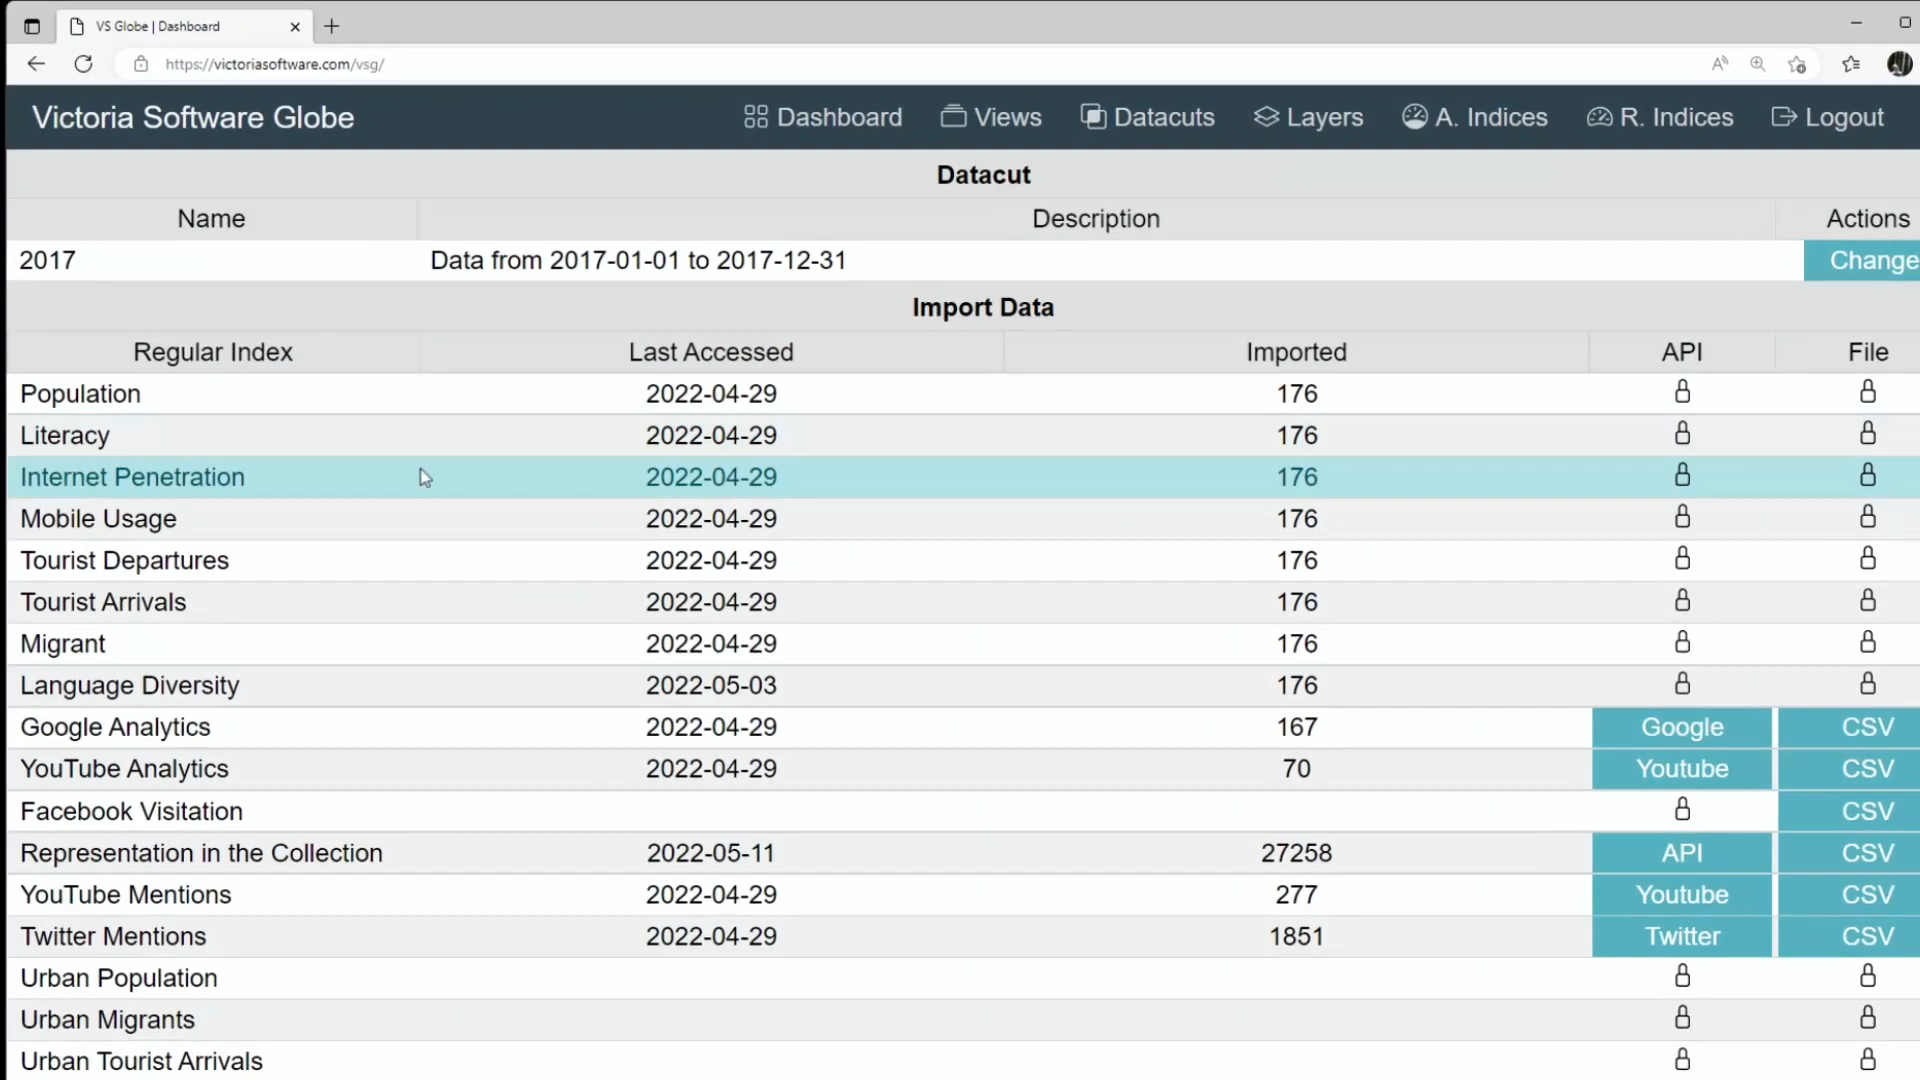 VS Globe | Dashboard
https://victoriasoftware.com/vsg/
Victoria Software Globe Dashboard Views Datacuts Layers A. Indices R. Indices Logout
Datacut
Name Description Actions
2017 Data from 2017-01-01 to 2017-12-31 Change
Import Data
Regular Index Last Accessed Imported API File
Population 2022-04-29 176
Literacy 2022-04-29 176
Internet Penetration 2022-04-29 176
Mobile Usage 2022-04-29 176
Tourist Departures 2022-04-29 176
Tourist Arrivals 2022-04-29 176
Migrant 2022-04-29 176
Language Diversity 2022-05-03 176
Google Analytics 2022-04-29 167 Google CSV
YouTube Analytics 2022-04-29 70 Youtube CSV
Facebook Visitation CSV
Representation in the Collection 2022-05-11 27258 API CSV
YouTube Mentions 2022-04-29 277 Youtube CSV
Twitter Mentions 2022-04-29 1851 Twitter CSV
Urban Population
Urban Migrants
Urban Tourist Arrivals